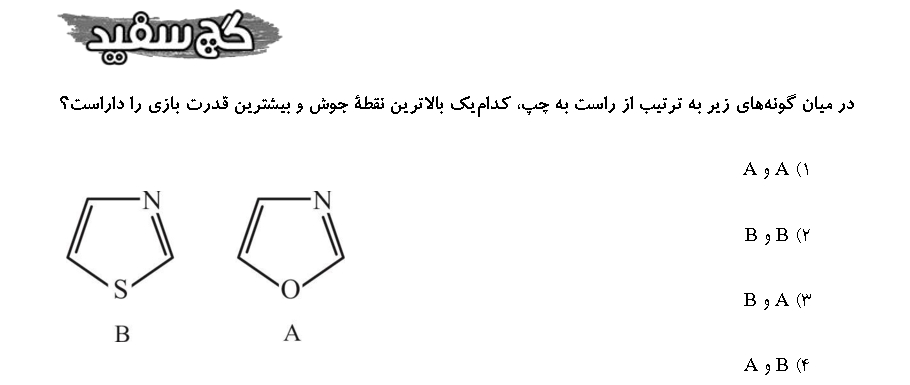 گچ سفید
در میان گونه‌های زیر به ترتیب از راست به چپ، کدام‌یک بالاترین نقطهٔ جوش و بیشترین قدرت بازی را داراست؟
۱) A و A
۲) B و B
۳) A و B
۴) B و A
N
S
B
N
O
A